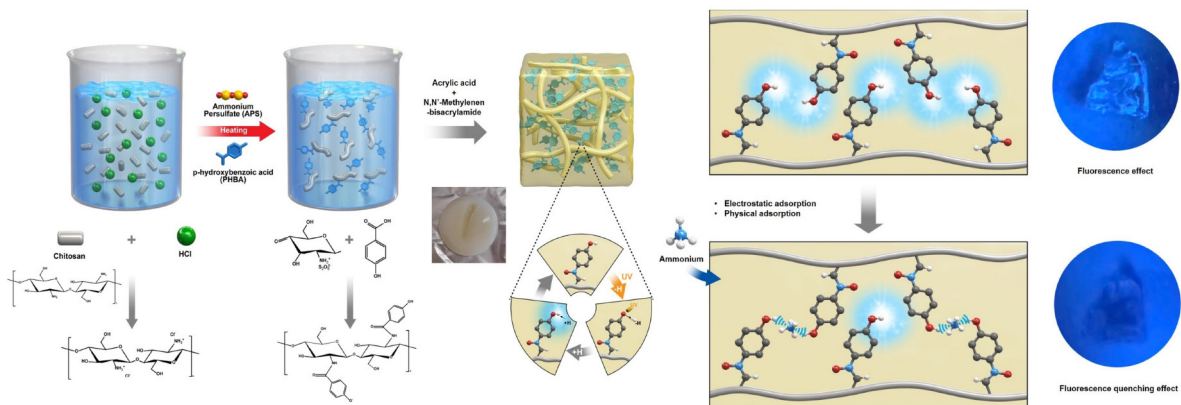 Ammonium
Persulfate (APS)
Heating
p-hydroxybenzoic acid
(PHBA)
Chitosan
+
HCl
+
Acrylic acid
+
N,N'-Methylenen
-bisacrylamide
UV
-H
-H
+H
+H
Fluorescence effect
• Electrostatic adsorption
• Physical adsorption
Ammonium
Fluorescence quenching effect